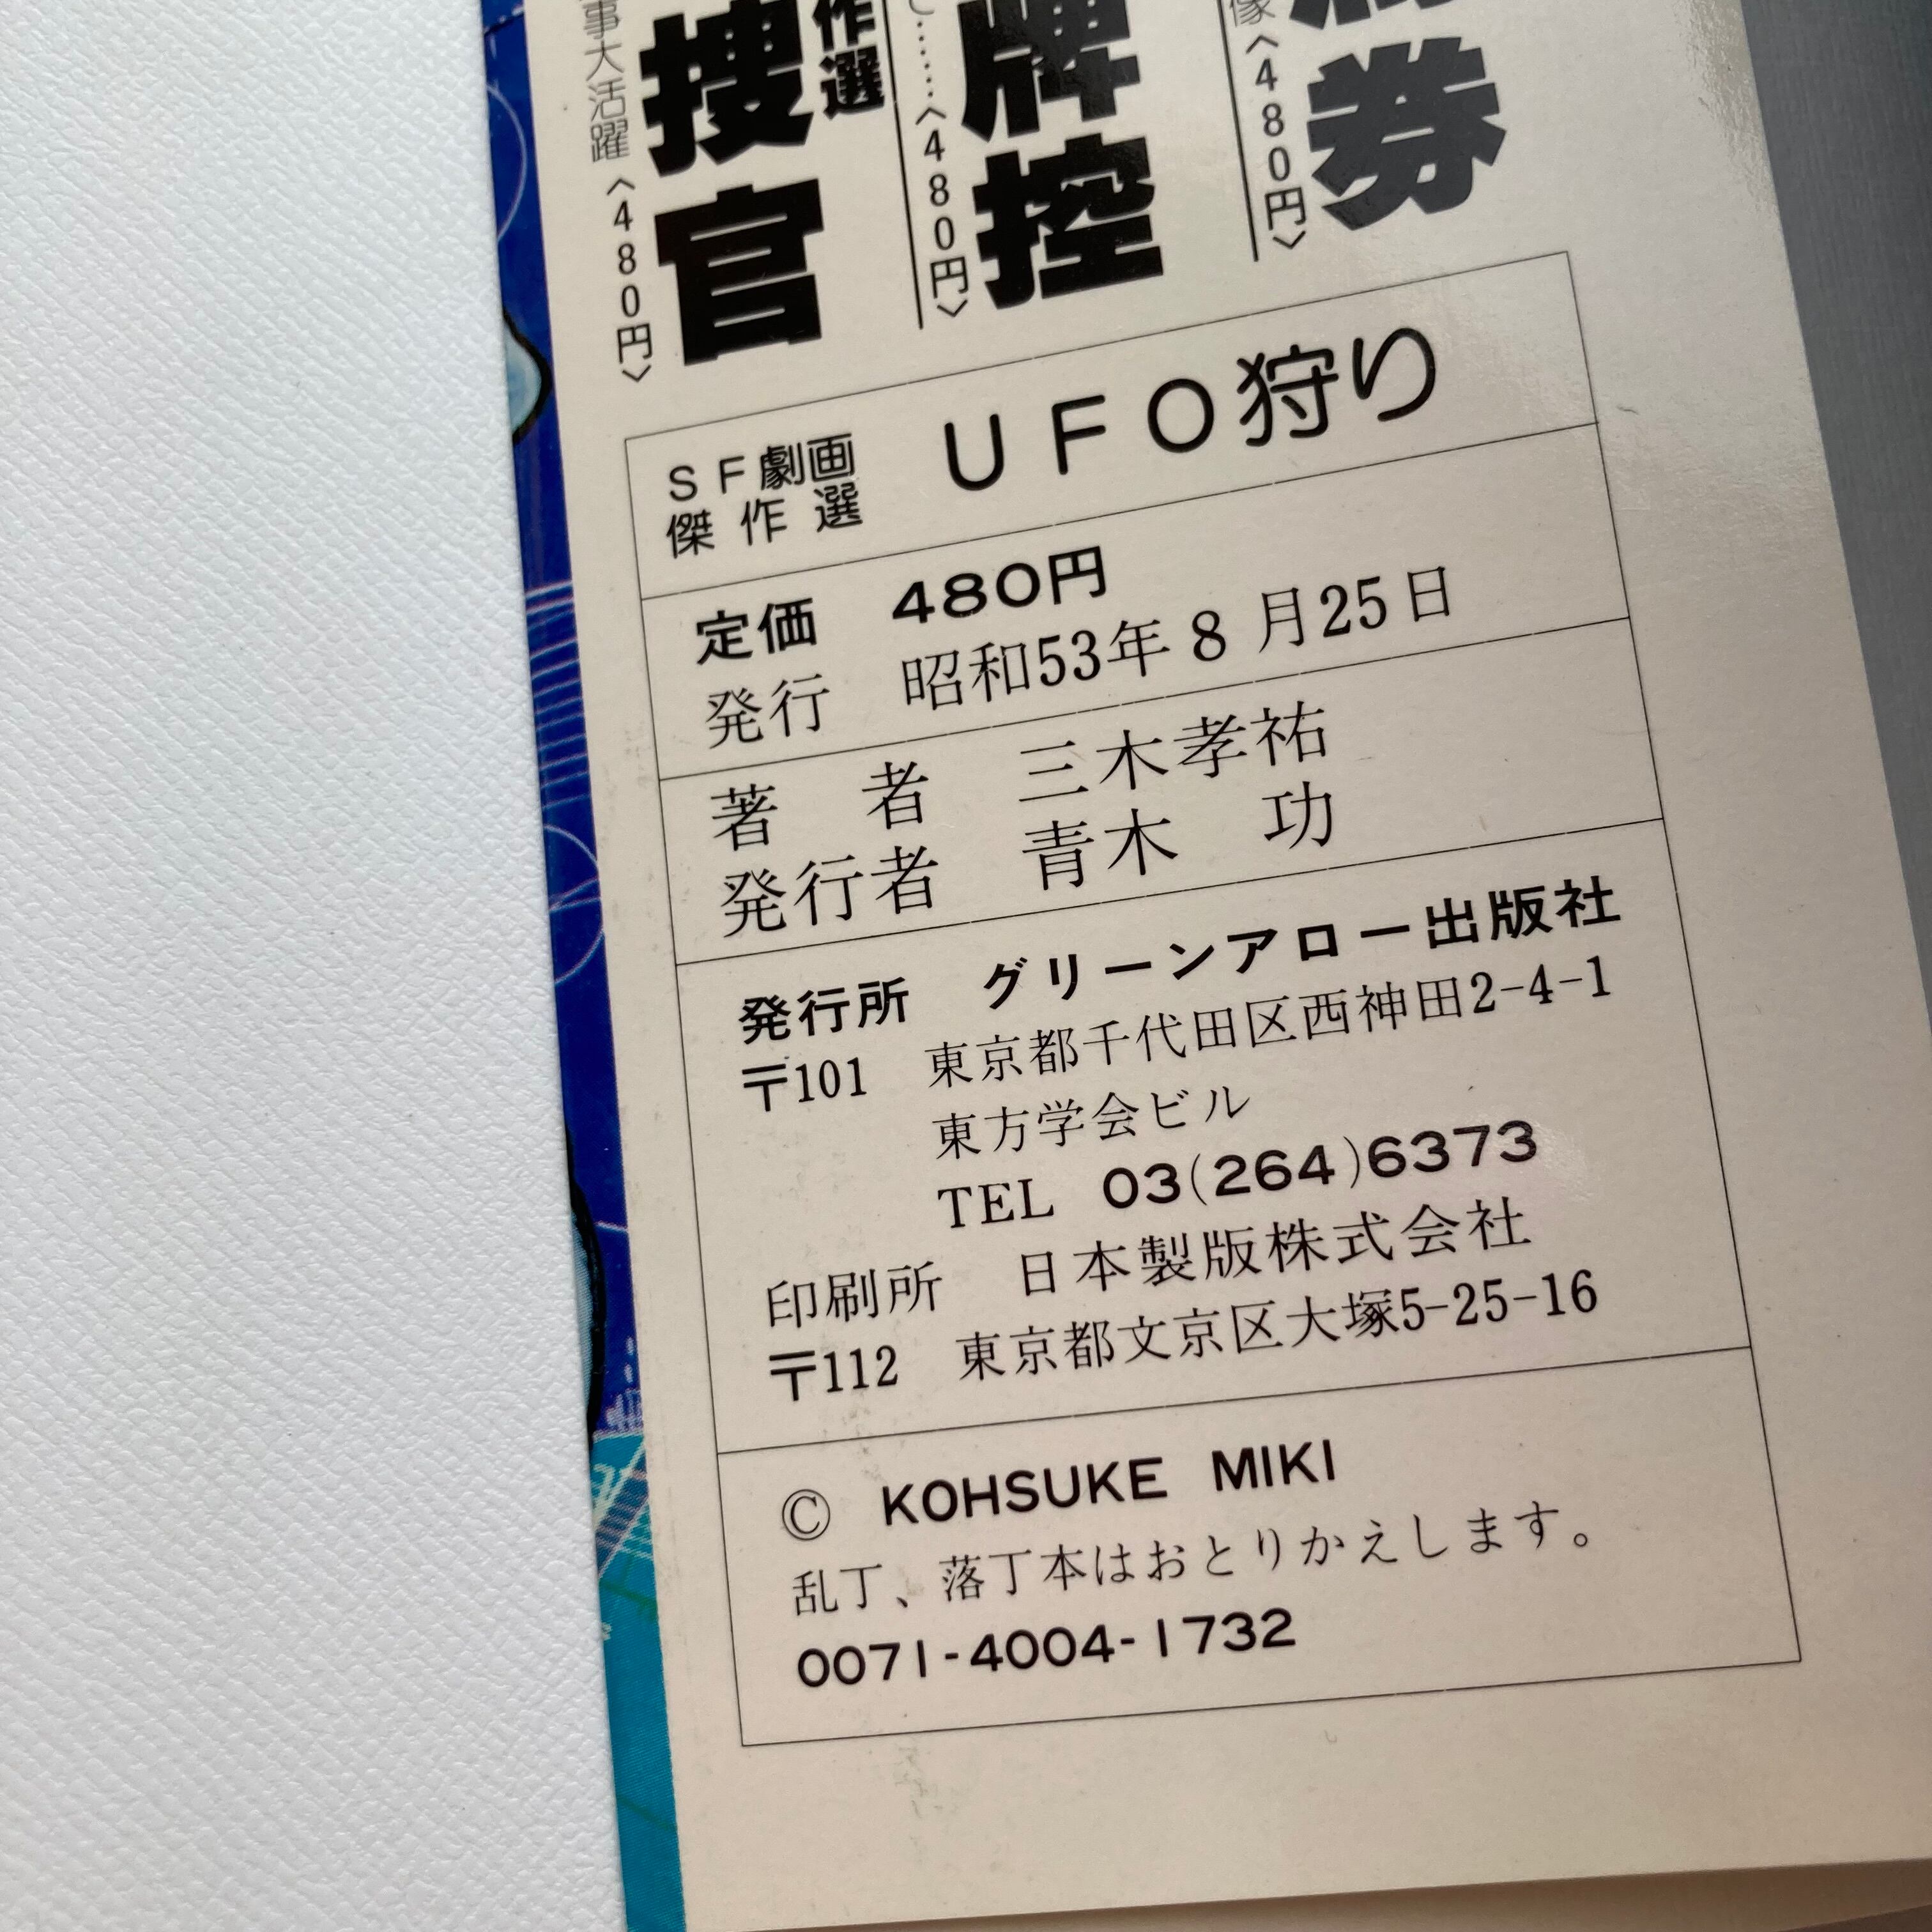 券
像〈480円〉
牌控
……〈480円〉
作選
捜官
事大活躍〈480円〉
SF劇画
傑作選
UFO狩り
定価 480円
発行 昭和53年8月25日
著者 三木孝祐
発行者 青木 功
発行所 グリーンアロー出版社
〒101 東京都千代田区西神田2-4-1
東方学会ビル
TEL 03(264)6373
印刷所 日本製版株式会社
〒112 東京都文京区大塚5-25-16
© KOHSUKE MIKI
乱丁、落丁本はおとりかえします。
0071-4004-1732